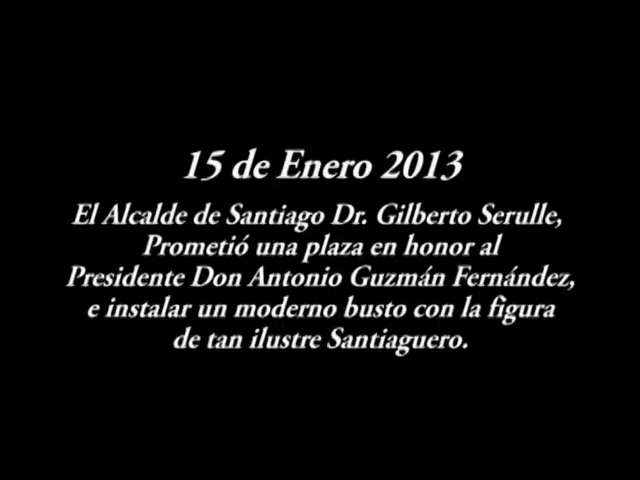 15 de Enero 2013
El Alcalde de Santiago Dr. Gilberto Serulle,
Prometió una plaza en honor al
Presidente Don Antonio Guzmán Fernández,
e instalar un moderno busto con la figura
de tan ilustre Santiaguero.